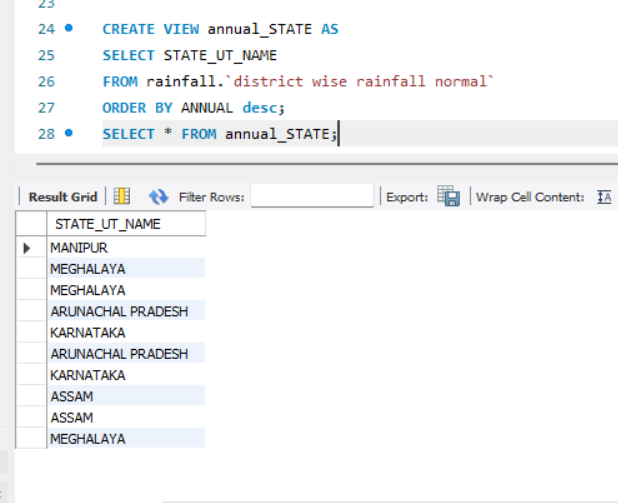 23
24 CREATE VIEW annual_STATE AS
25 SELECT STATE_UT_NAME
26 FROM rainfall.`district wise rainfall normal`
27 ORDER BY ANNUAL desc;
28 SELECT * FROM annual_STATE;
Result Grid Filter Rows: Export: Wrap Cell Content: IA
STATE_UT_NAME
MANIPUR
MEGHALAYA
MEGHALAYA
ARUNACHAL PRADESH
KARNATAKA
ARUNACHAL PRADESH
KARNATAKA
ASSAM
ASSAM
MEGHALAYA